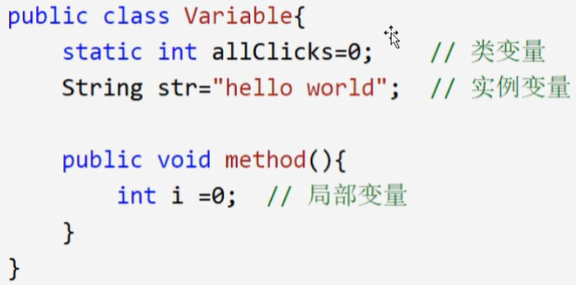 public class Variable{
    static int allClicks=0;    // 类变量
    String str="hello world";  // 实例变量

    public void method(){
        int i =0;  // 局部变量
    }
}